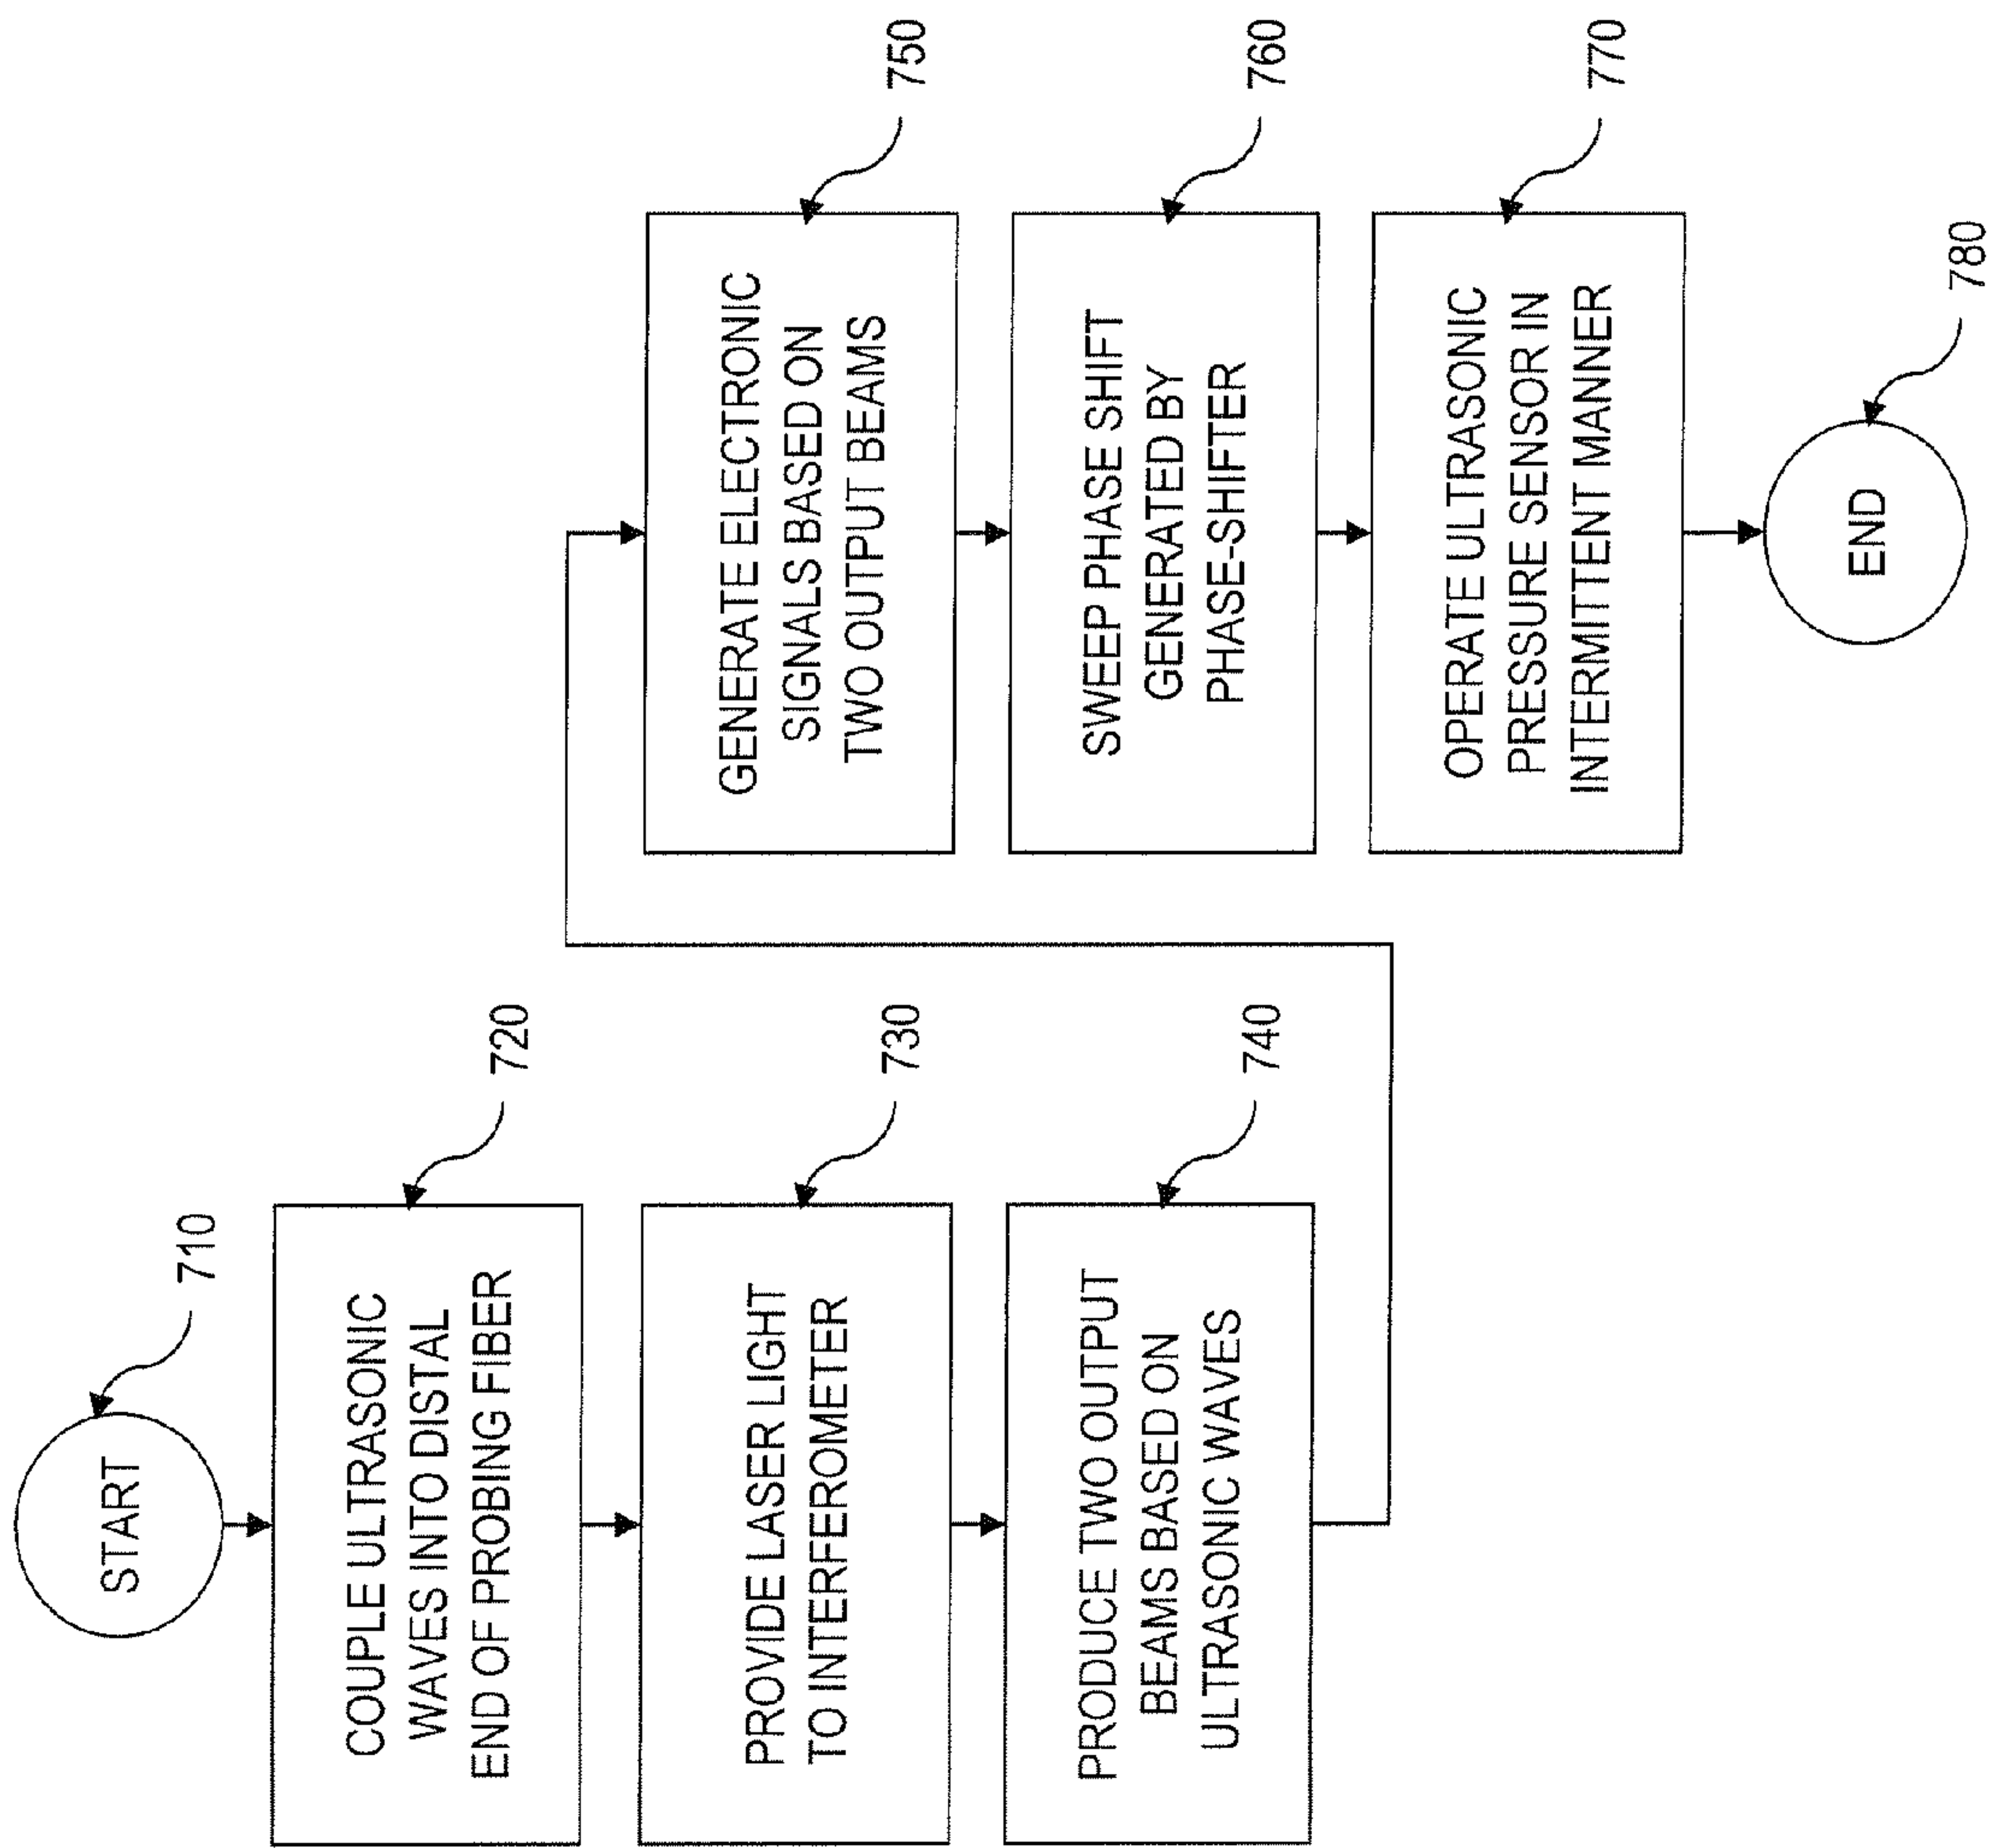 START
710
COUPLE ULTRASONIC
WAVES INTO DISTAL
END OF PROBING FIBER
720
PROVIDE LASER LIGHT
TO INTERFEROMETER
730
PRODUCE TWO OUTPUT
BEAMS BASED ON
ULTRASONIC WAVES
740
GENERATE ELECTRONIC
SIGNALS BASED ON
TWO OUTPUT BEAMS
750
SWEEP PHASE SHIFT
GENERATED BY
PHASE-SHIFTER
760
OPERATE ULTRASONIC
PRESSURE SENSOR IN
INTERMITTENT MANNER
770
END
780